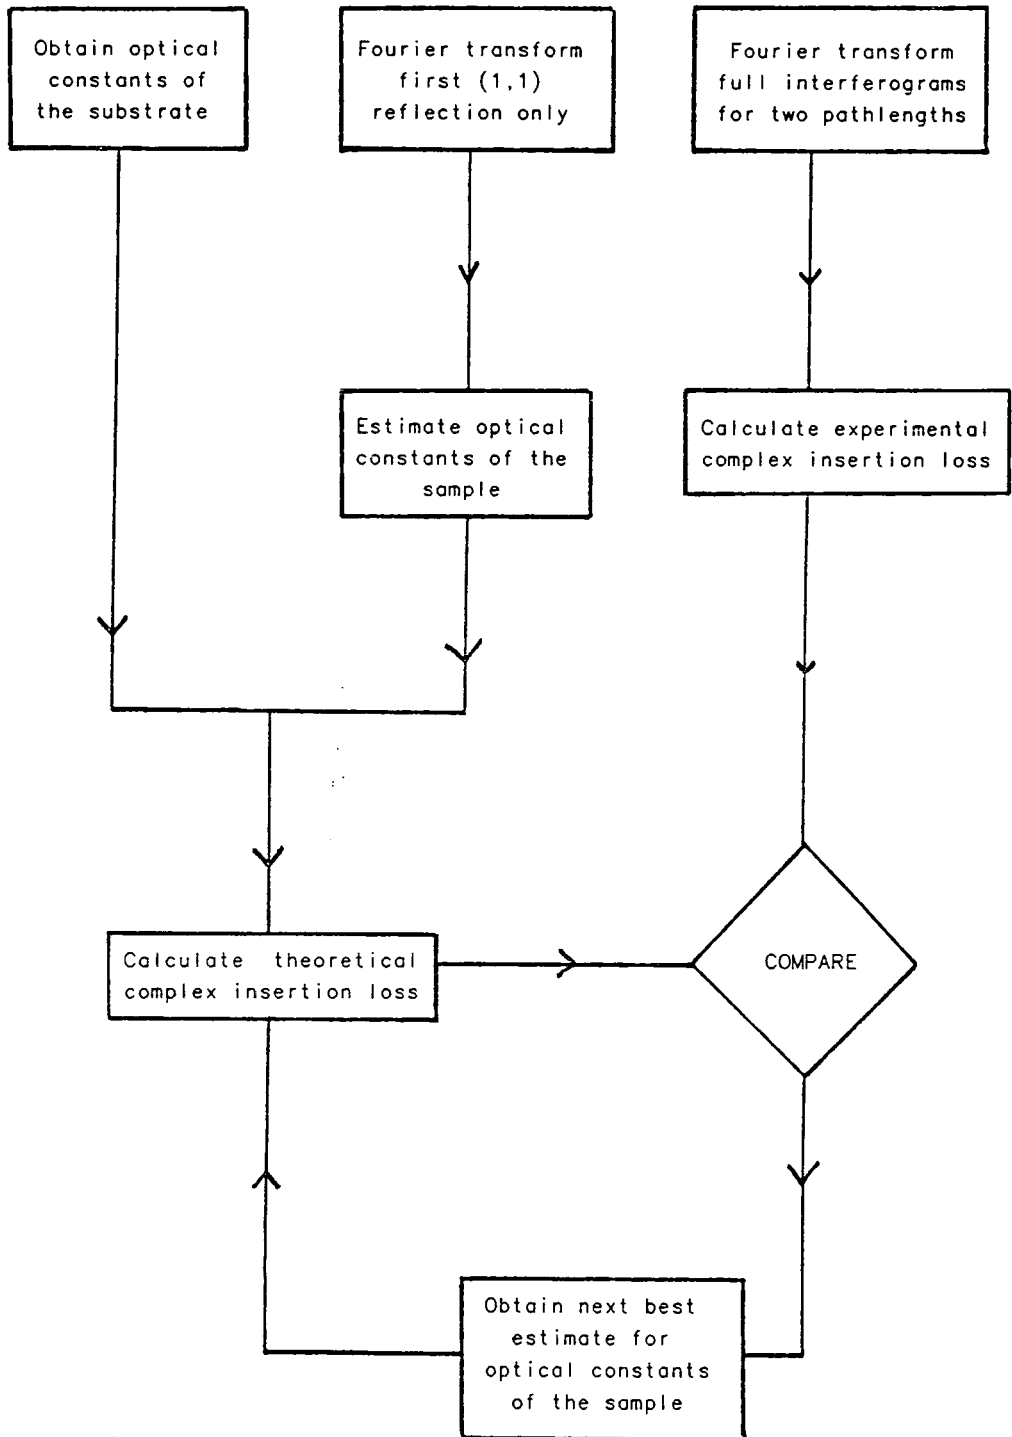 Obtain optical
constants of
the substrate
Fourier transform
first (1,1)
reflection only
Fourier transform
full interferograms
for two pathlengths
Estimate optical
constants of the
sample
Calculate experimental
complex insertion loss
Calculate theoretical
complex insertion loss
COMPARE
Obtain next best
estimate for
optical constants
of the sample